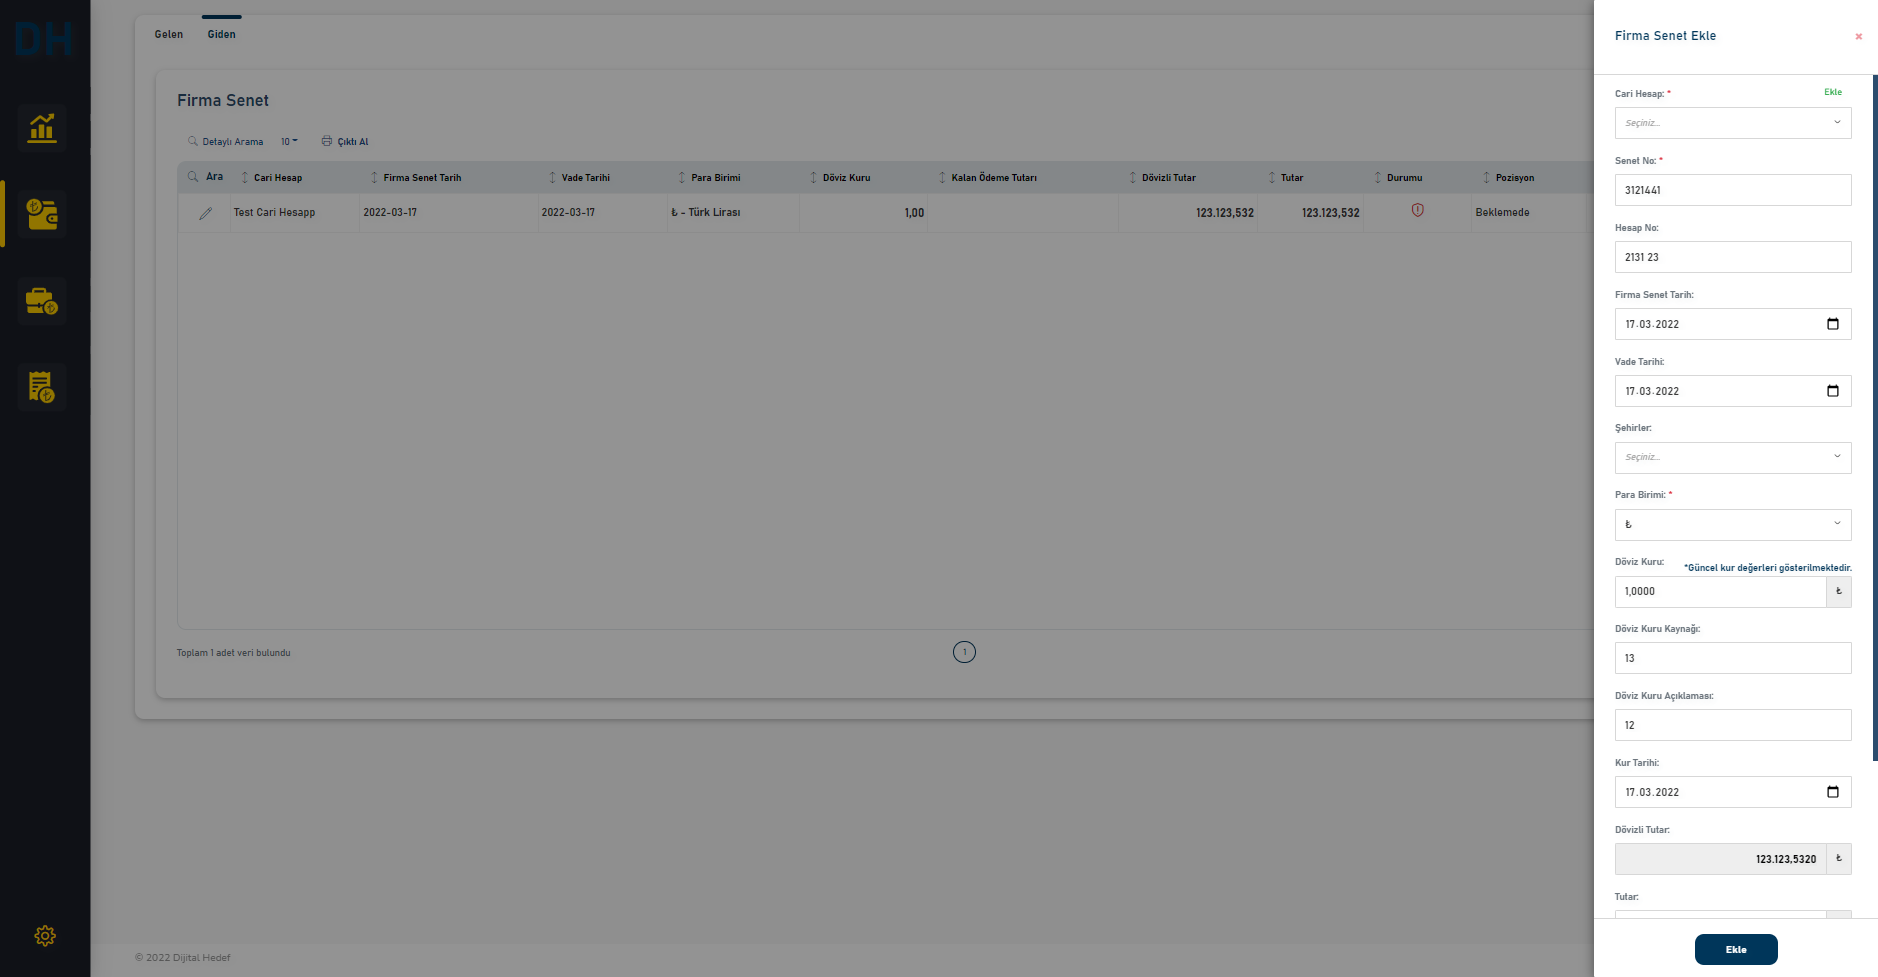 DH
Gelen Giden
Firma Senet
Detaylı Arama 10 Çıktı Al
Ara Cari Hesap Firma Senet Tarih Vade Tarihi Para Birimi Döviz Kuru Kalan Ödeme Tutarı Dövizli Tutar Tutar Durumu Pozisyon
Test Cari Hesapp 2022-03-17 2022-03-17 ₺ - Türk Lirası 1,00 123.123,532 123.123,532 Beklemede
Toplam 1 adet veri bulundu 1
© 2022 Dijital Hedef
Firma Senet Ekle
Cari Hesap: * Ekle
Seçiniz...
Senet No: *
3121441
Hesap No:
2131 23
Firma Senet Tarih:
17.03.2022
Vade Tarihi:
17.03.2022
Şehirler:
Seçiniz...
Para Birimi: *
₺
Döviz Kuru: *Güncel kur değerleri gösterilmektedir.
1,0000 ₺
Döviz Kuru Kaynağı:
13
Döviz Kuru Açıklaması:
12
Kur Tarihi:
17.03.2022
Dövizli Tutar:
123.123,5320 ₺
Tutar:
Ekle